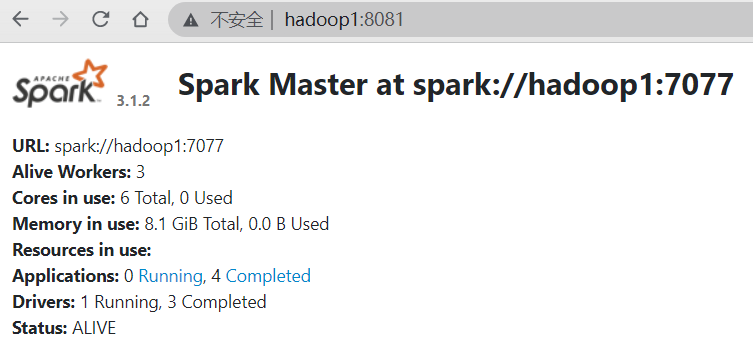 不安全 | hadoop1:8081
APACHE
Spark 3.1.2 Spark Master at spark://hadoop1:7077
URL: spark://hadoop1:7077
Alive Workers: 3
Cores in use: 6 Total, 0 Used
Memory in use: 8.1 GiB Total, 0.0 B Used
Resources in use:
Applications: 0 Running, 4 Completed
Drivers: 1 Running, 3 Completed
Status: ALIVE